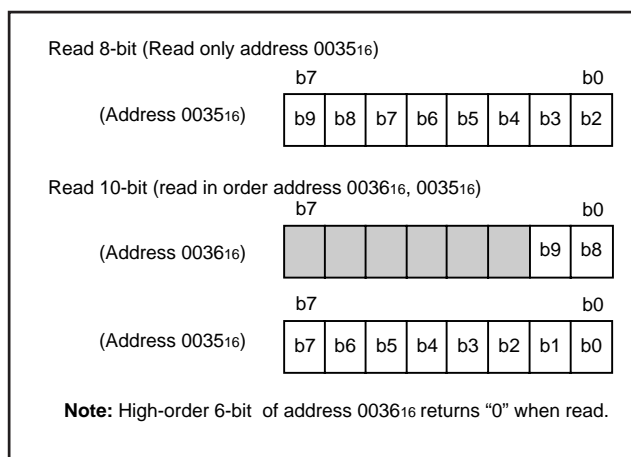 Read 8-bit (Read only address 003516)
b7 b0
(Address 003516) b9 b8 b7 b6 b5 b4 b3 b2
Read 10-bit (read in order address 003616, 003516)
b7 b0
(Address 003616) b9 b8
b7 b0
(Address 003516) b7 b6 b5 b4 b3 b2 b1 b0
Note: High-order 6-bit of address 003616 returns “0” when read.